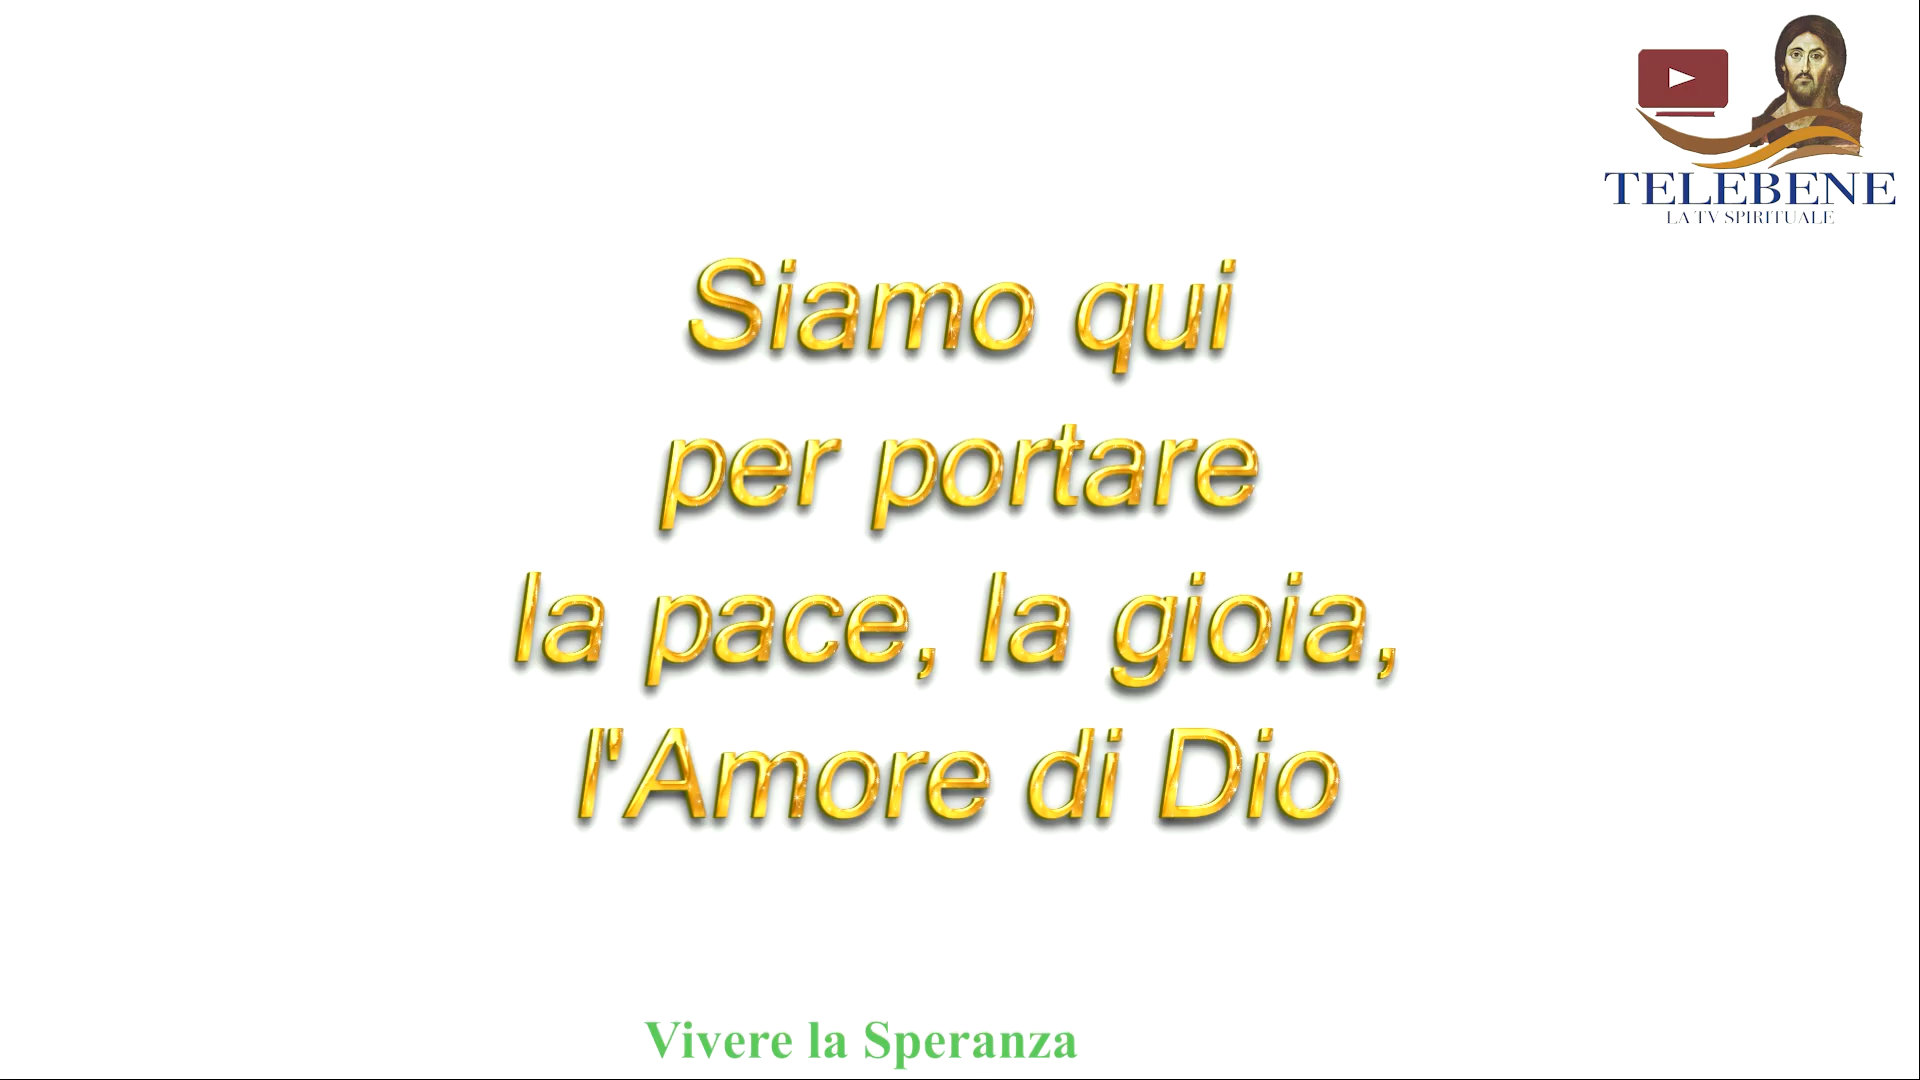 TELEBENE
LA TV SPIRITUALE
Siamo qui
per portare
la pace, la gioia,
l'Amore di Dio
Vivere la Speranza